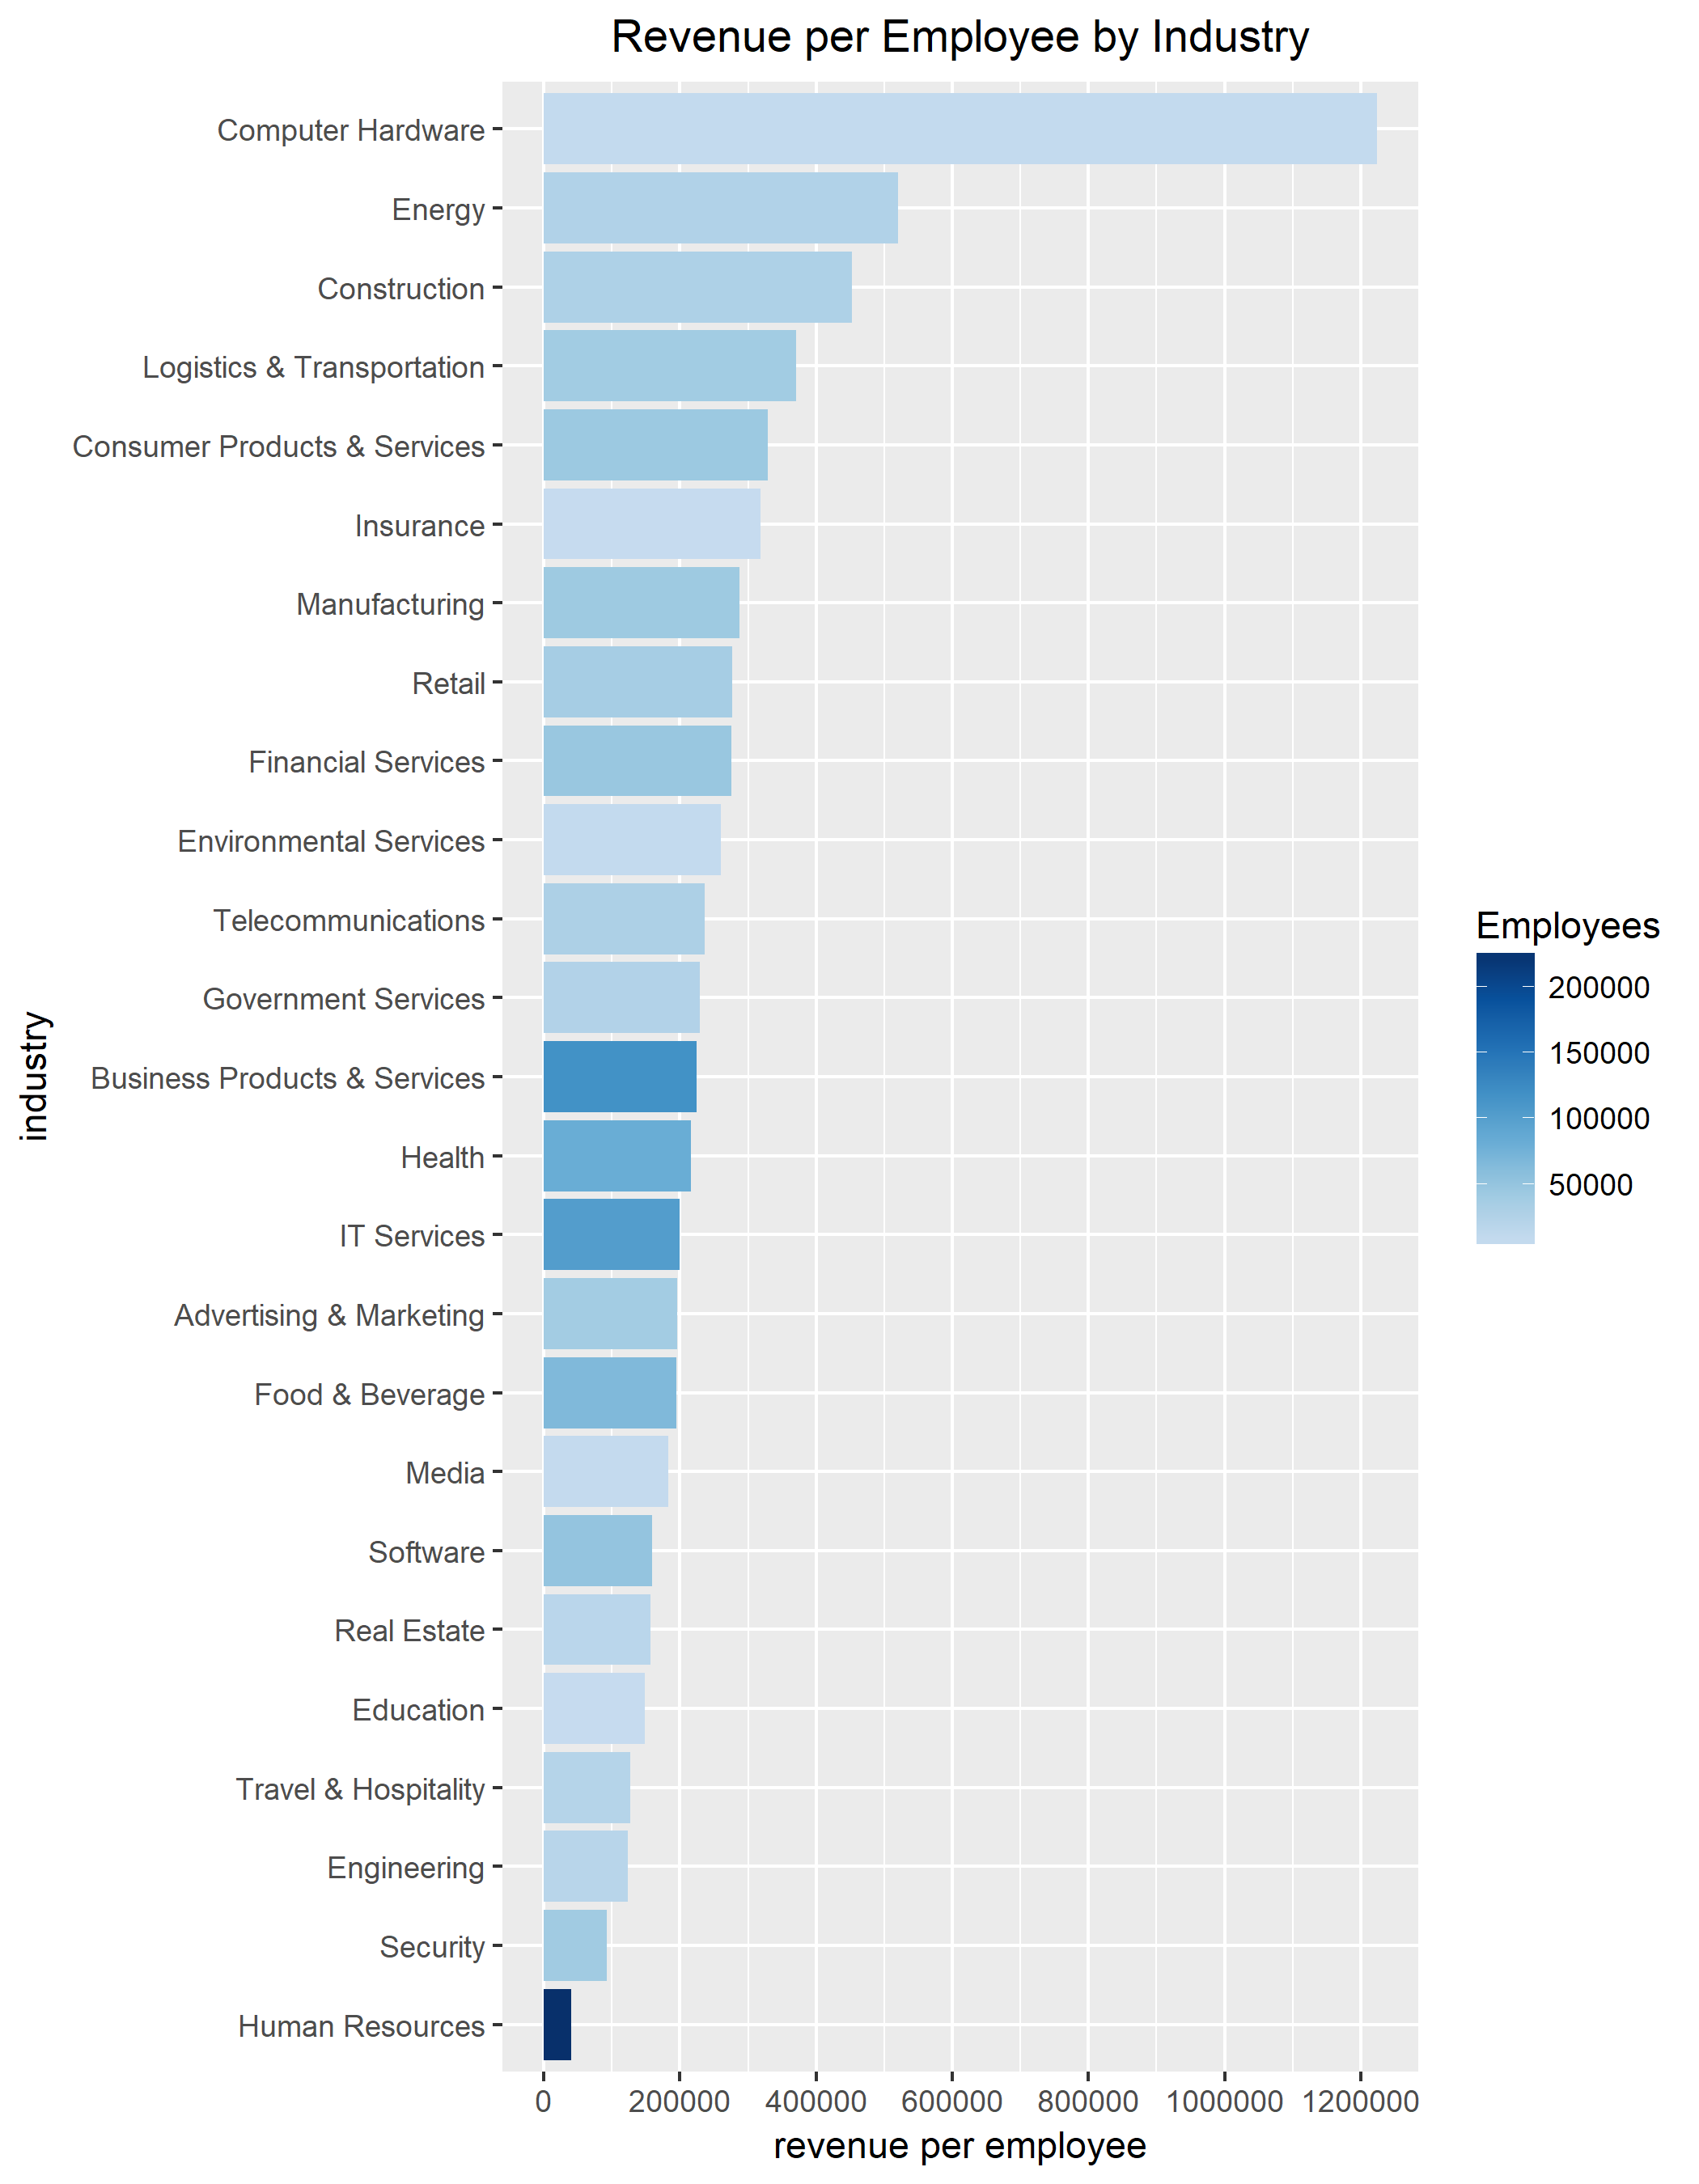 Revenue per Employee by Industry
Computer Hardware
Energy
Construction
Logistics & Transportation
Consumer Products & Services
Insurance
Manufacturing
Retail
Financial Services
Environmental Services
Telecommunications
Government Services
Business Products & Services
Health
IT Services
Advertising & Marketing
Food & Beverage
Media
Software
Real Estate
Education
Travel & Hospitality
Engineering
Security
Human Resources
industry
0 200000 400000 600000 800000 1000000 1200000
revenue per employee
Employees
200000
150000
100000
50000